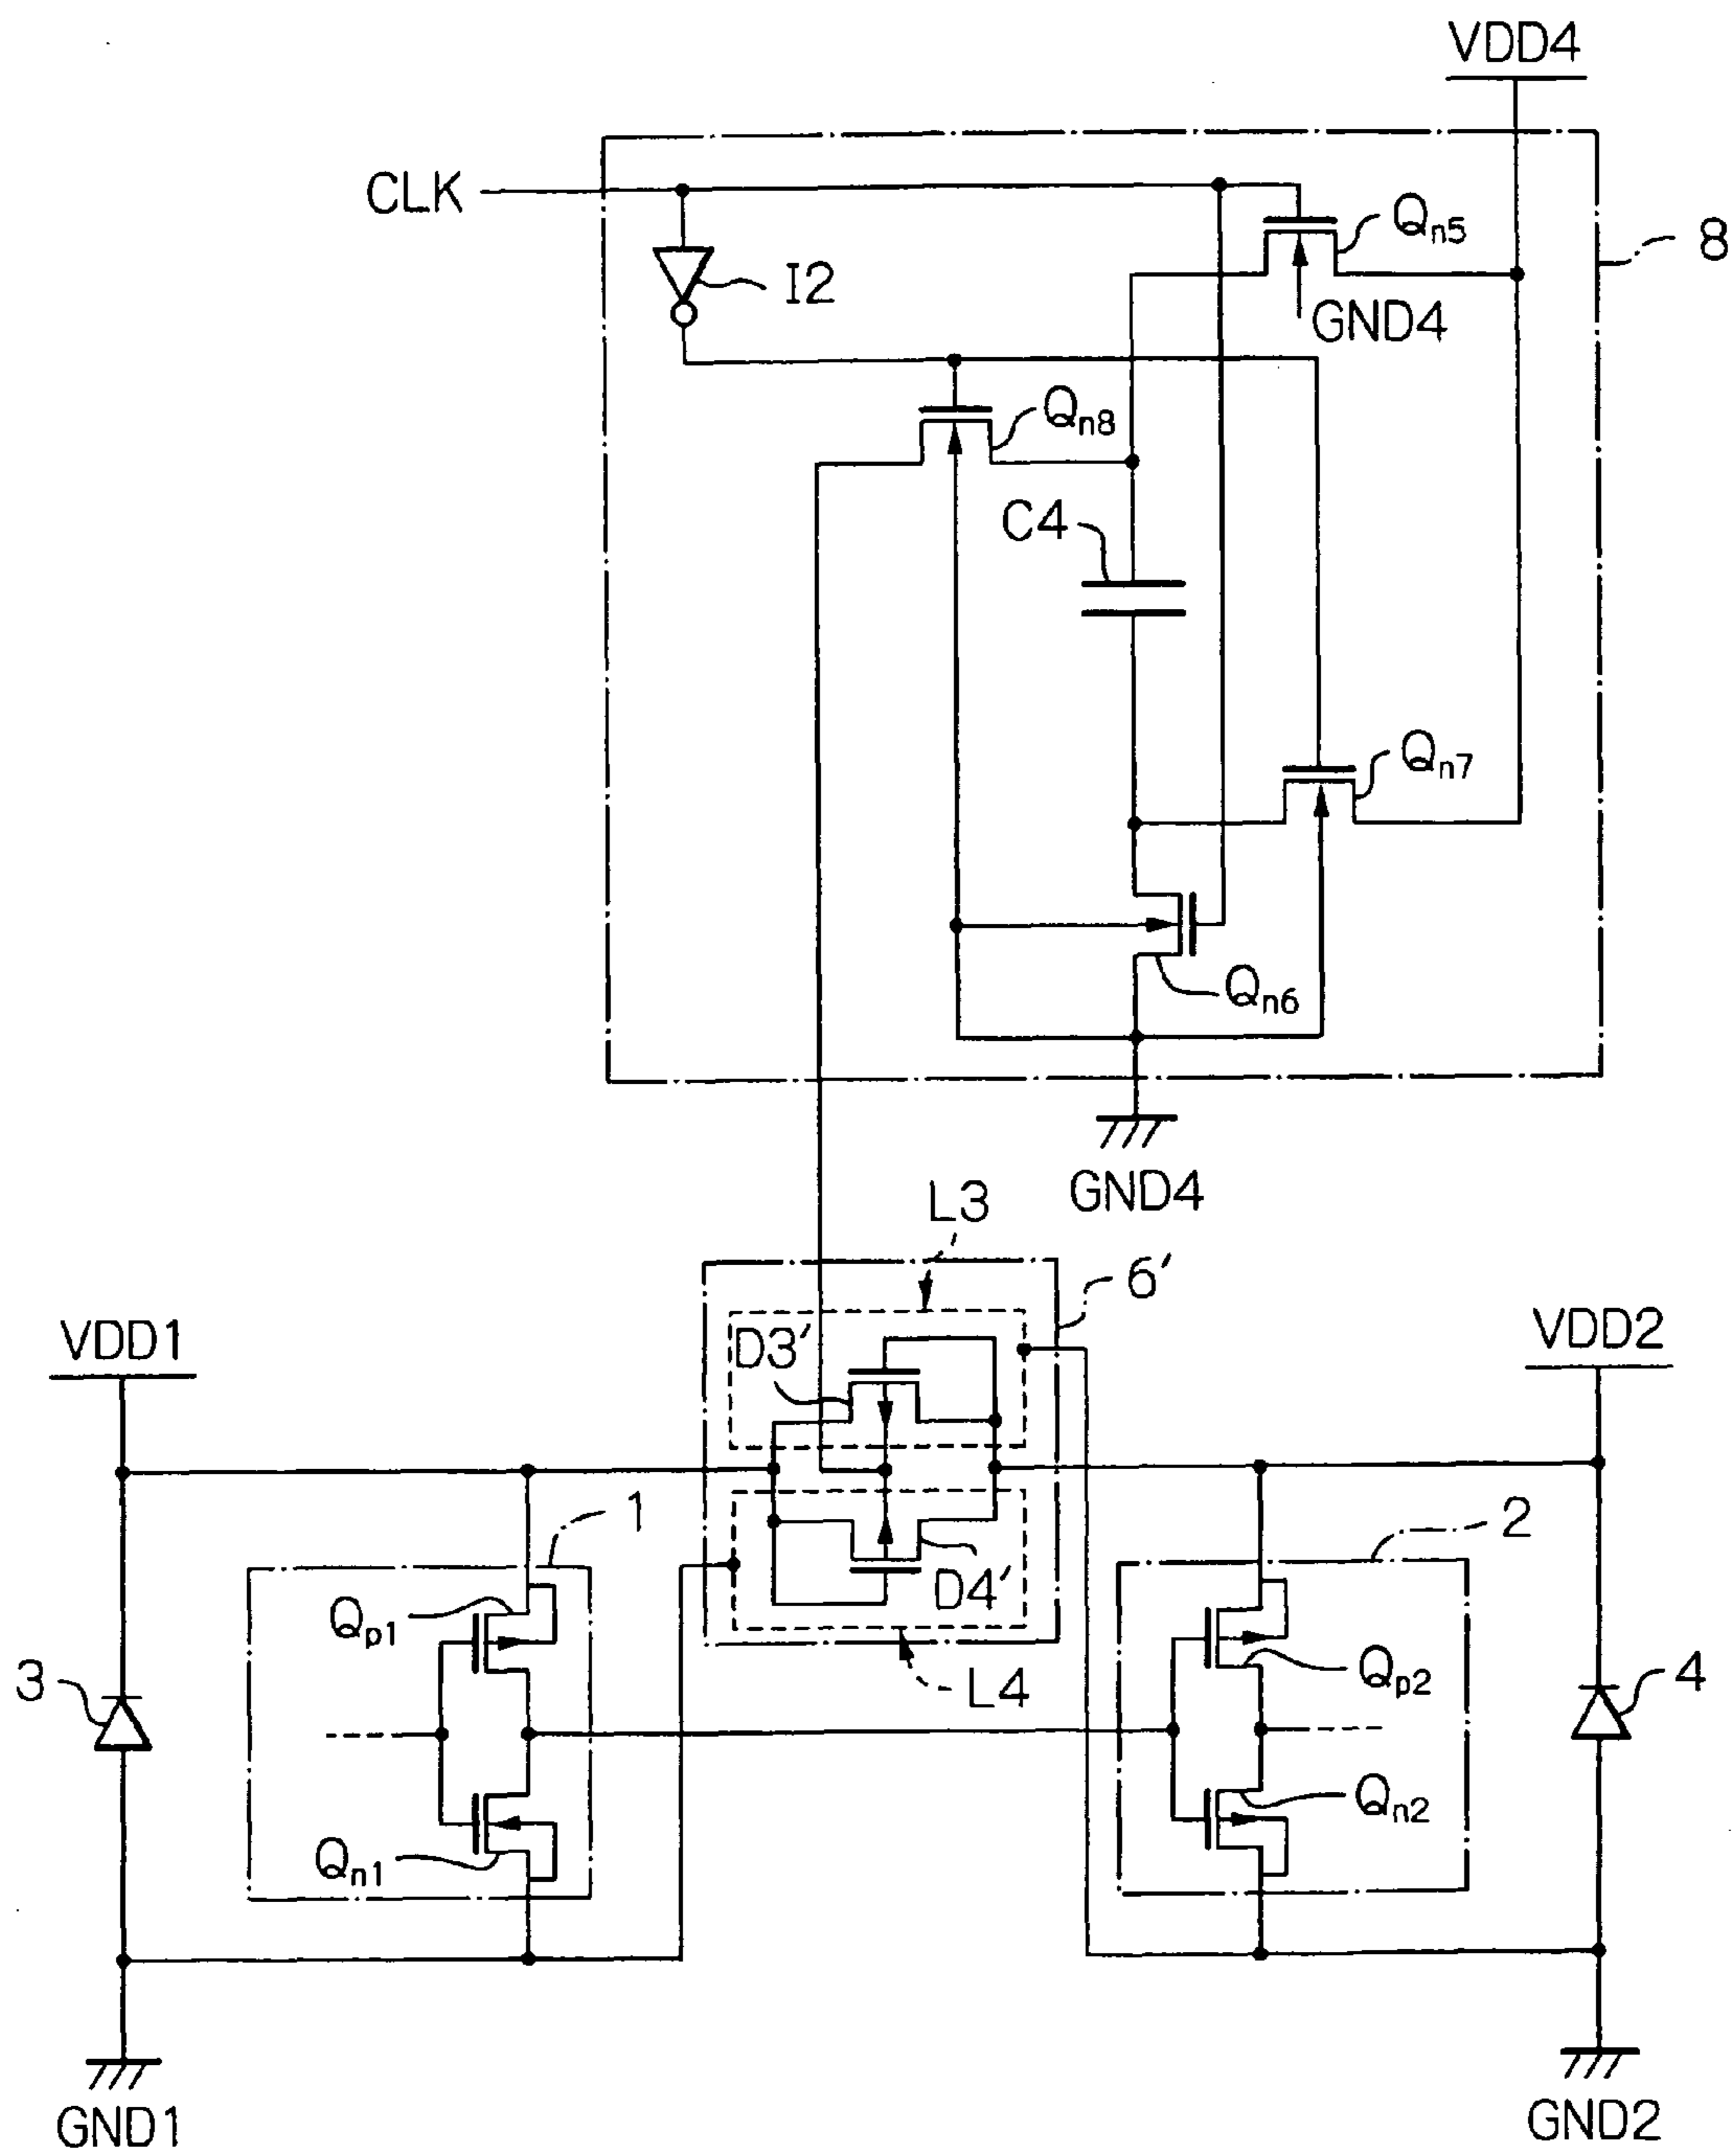 VDD4
CLK
Qn5
8
I2
GND4
Qn8
C4
Qn7
Qn6
GND4
L3
6′
VDD1
D3′
VDD2
1
2
D4′
Qp1
Qp2
3
L4
4
Qn1
Qn2
GND1
GND2